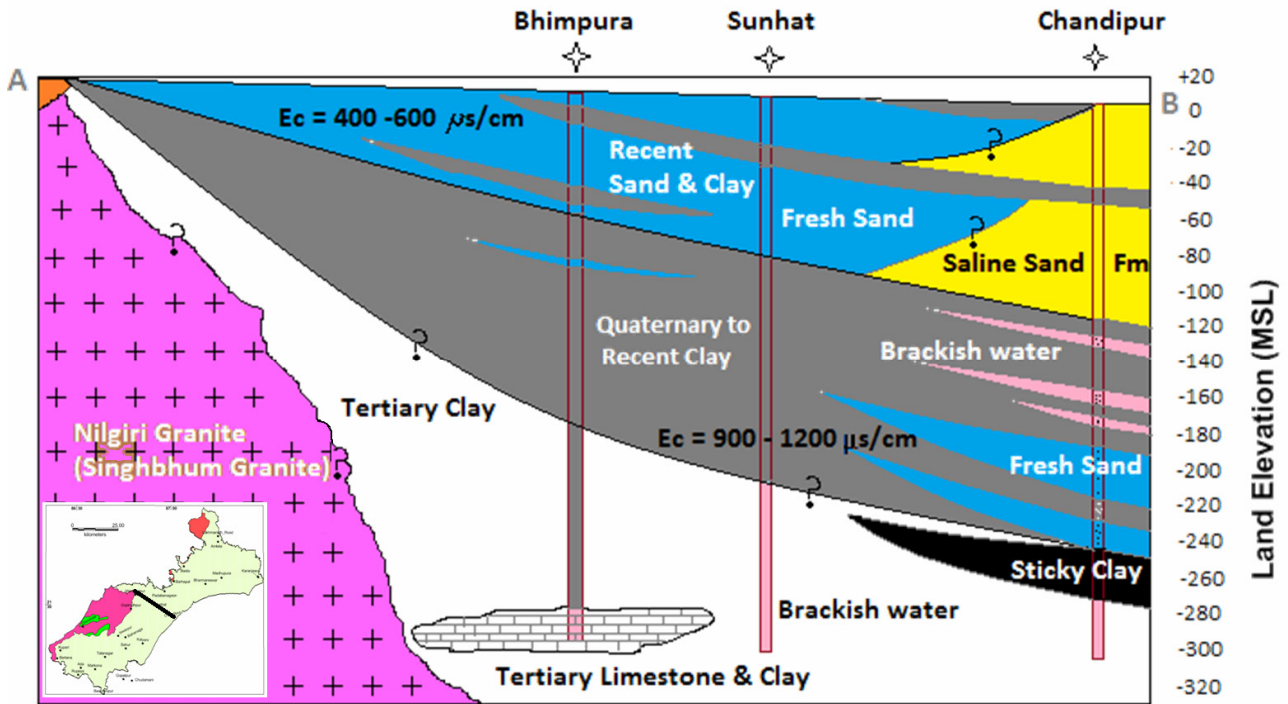 Bhimpura Sunhat Chandipur
A
B
+20
0
-20
-40
-60
-80
-100
-120
-140
-160
-180
-200
-220
-240
-260
-280
-300
-320
Land Elevation (MSL)
Ec = 400 -600 µs/cm
Recent
Sand & Clay
Fresh Sand
Saline Sand Fm
?
?
?
?
?
?
Quaternary to
Recent Clay
Brackish water
Tertiary Clay
Ec = 900 - 1200 µs/cm
Nilgiri Granite
(Singhbhum Granite)
Fresh Sand
Sticky Clay
Brackish water
Tertiary Limestone & Clay